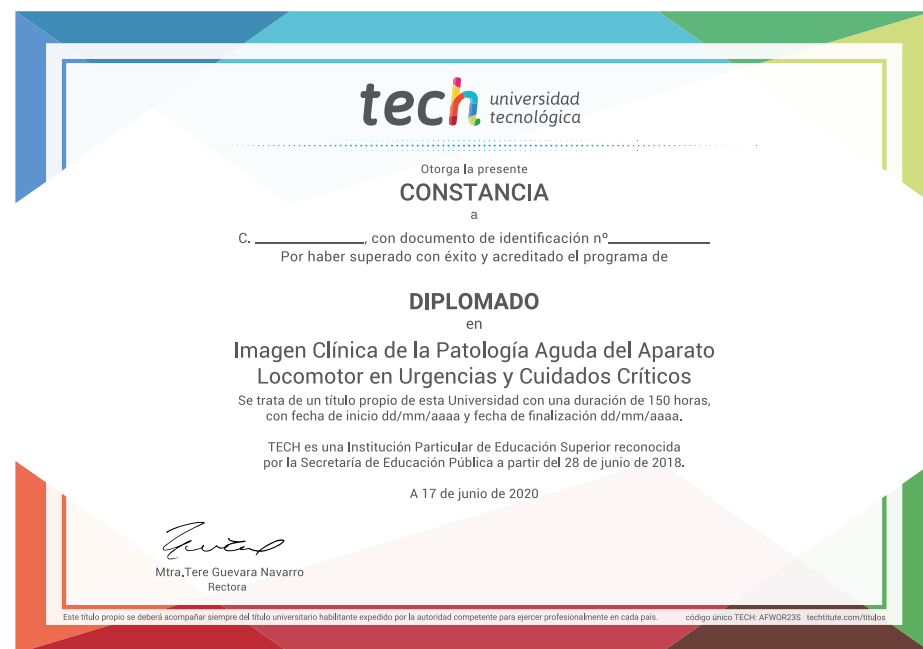 tech universidad
tecnológica
Otorga la presente
CONSTANCIA
a
C. ____________, con documento de identificación nº____________
Por haber superado con éxito y acreditado el programa de
DIPLOMADO
en
Imagen Clínica de la Patología Aguda del Aparato
Locomotor en Urgencias y Cuidados Críticos
Se trata de un título propio de esta Universidad con una duración de 150 horas,
con fecha de inicio dd/mm/aaaa y fecha de finalización dd/mm/aaaa.
TECH es una Institución Particular de Educación Superior reconocida
por la Secretaría de Educación Pública a partir del 28 de junio de 2018.
A 17 de junio de 2020
Mtra.Tere Guevara Navarro
Rectora
Este título propio se deberá acompañar siempre del título universitario habilitante expedido por la autoridad competente para ejercer profesionalmente en cada país. código único TECH: AFWOR23S techtitute.com/titulos